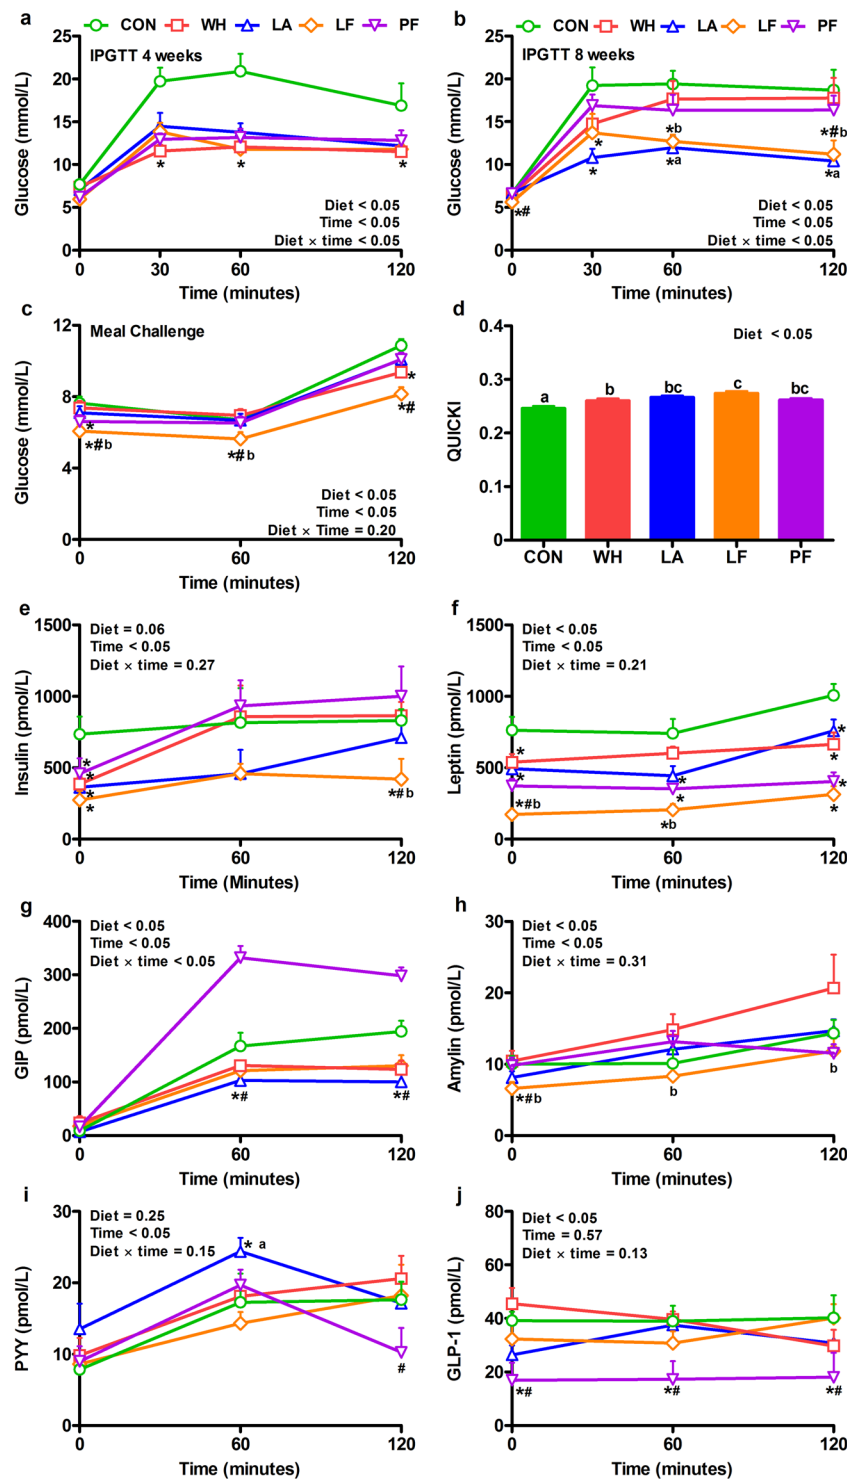 a
b
CON WH LA LF PF
CON WH LA LF PF
IPGTT 4 weeks
25
20
15
10
5
0
Glucose (mmol/L)
* * *
Diet < 0.05
Time < 0.05
Diet × time < 0.05
0 30 60 120
Time (minutes)
IPGTT 8 weeks
25
20
15
10
5
0
Glucose (mmol/L)
*b
*#b
*
*a
*
*a
*#
Diet < 0.05
Time < 0.05
Diet × time < 0.05
0 30 60 120
Time (minutes)
c
Meal Challenge
12
8
4
0
Glucose (mmol/L)
*
*
*#
*#b
*#b
Diet < 0.05
Time < 0.05
Diet × Time = 0.20
0 60 120
Time (minutes)
d
Diet < 0.05
0.4
0.3
0.2
0.1
0
QUICKI
a b bc c bc
CON WH LA LF PF
e
1500
1000
500
0
Insulin (pmol/L)
Diet = 0.06
Time < 0.05
Diet × time = 0.27
*
*
*
*
*#b
0 60 120
Time (Minutes)
f
1500
1000
500
0
Leptin (pmol/L)
Diet < 0.05
Time < 0.05
Diet × time = 0.21
*
*
*#b
*
*
*b
*
*
*
*
0 60 120
Time (minutes)
g
400
300
200
100
0
GIP (pmol/L)
Diet < 0.05
Time < 0.05
Diet × time < 0.05
*# *#
0 60 120
Time (minutes)
h
30
20
10
0
Amylin (pmol/L)
Diet < 0.05
Time < 0.05
Diet × time = 0.31
*#b b b
0 60 120
Time (minutes)
i
30
20
10
0
PYY (pmol/L)
Diet = 0.25
Time < 0.05
Diet × time = 0.15
* a
#
0 60 120
Time (minutes)
j
80
60
40
20
0
GLP-1 (pmol/L)
Diet < 0.05
Time = 0.57
Diet × time = 0.13
*# *# *#
0 60 120
Time (minutes)